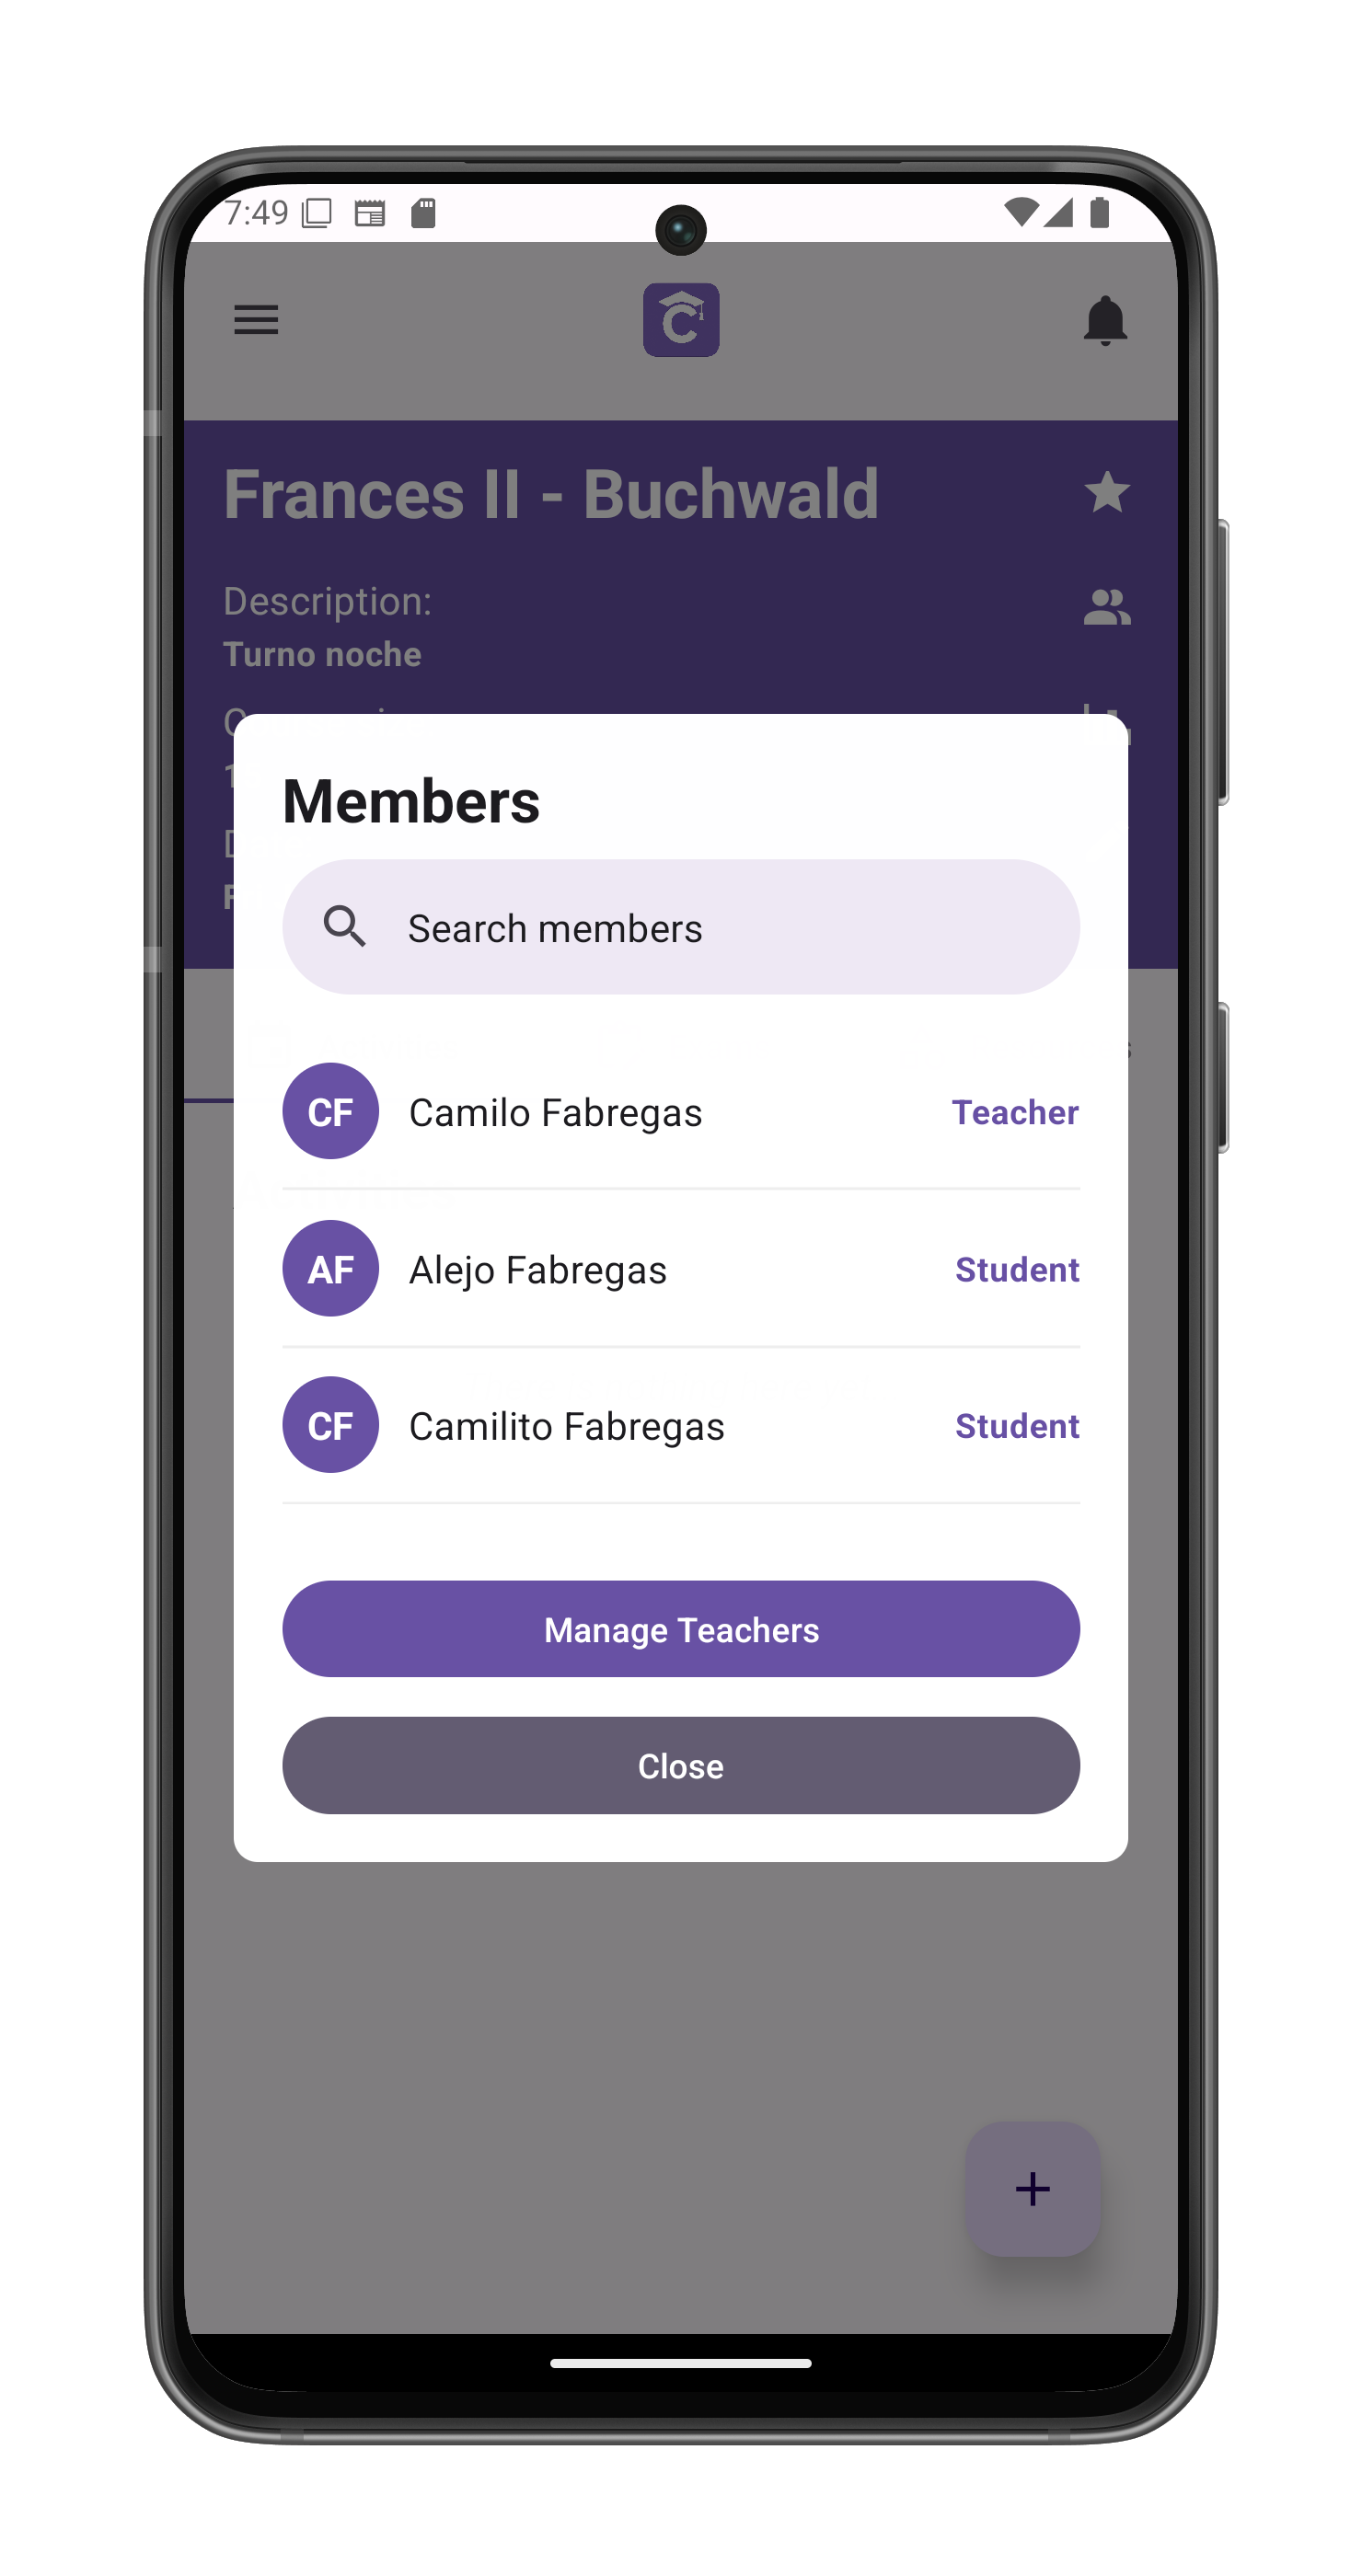 7:49
C
Frances II - Buchwald
Description:
Turno noche
Members
Search members
CF Camilo Fabregas Teacher
AF Alejo Fabregas Student
CF Camilito Fabregas Student
Manage Teachers
Close